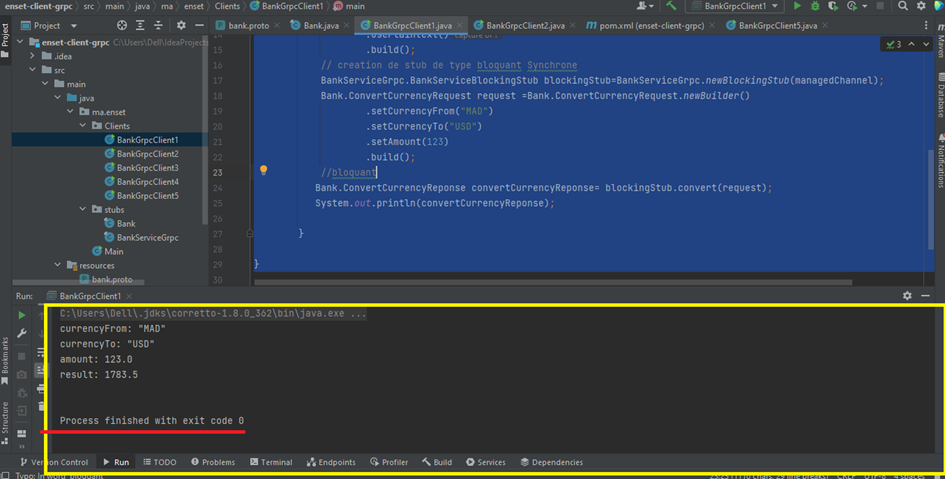 enset-client-grpc > src > main > java > ma > enset > Clients > BankGrpcClient1 > main
BankGrpcClient1
Project
bank.proto
Bank.java
BankGrpcClient1.java
BankGrpcClient2.java
pom.xml (enset-client-grpc)
BankGrpcClient5.java
Project
Bookmarks
Structure
Maven
Database
Notifications
enset-client-grpc C:\Users\Dell\IdeaProjects
.idea
src
main
java
ma.enset
Clients
BankGrpcClient1
BankGrpcClient2
BankGrpcClient3
BankGrpcClient4
BankGrpcClient5
stubs
Bank
BankServiceGrpc
Main
resources
bank.proto
3
14
15 .build();
16 // creation de stub de type bloquant Synchrone
17 BankServiceGrpc.BankServiceBlockingStub blockingStub=BankServiceGrpc.newBlockingStub(managedChannel);
18 Bank.ConvertCurrencyRequest request =Bank.ConvertCurrencyRequest.newBuilder()
19 .setCurrencyFrom("MAD")
20 .setCurrencyTo("USD")
21 .setAmount(123)
22 .build();
23 //bloquant
24 Bank.ConvertCurrencyReponse convertCurrencyReponse= blockingStub.convert(request);
25 System.out.println(convertCurrencyReponse);
26
27 }
28
29 }
30
Run: BankGrpcClient1
C:\Users\Dell\.jdks\corretto-1.8.0_362\bin\java.exe ...
currencyFrom: "MAD"
currencyTo: "USD"
amount: 123.0
result: 1783.5
Process finished with exit code 0
Version Control Run TODO Problems Terminal Endpoints Profiler Build Services Dependencies
Typo: In word 'bloquant'